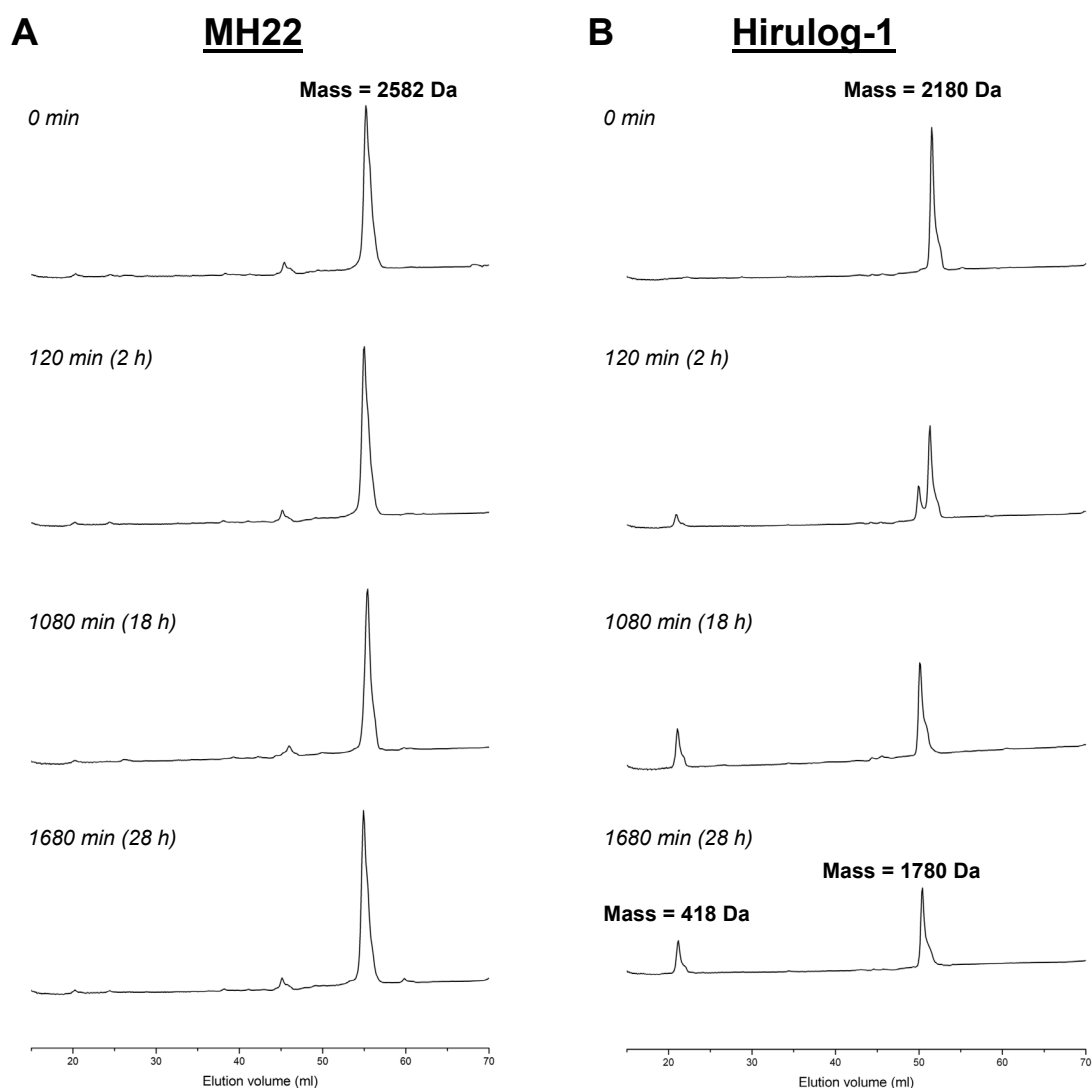 A
MH22
Mass = 2582 Da
0 min
120 min (2 h)
1080 min (18 h)
1680 min (28 h)
20 30 40 50 60 70
Elution volume (ml)
B
Hirulog-1
Mass = 2180 Da
0 min
120 min (2 h)
1080 min (18 h)
1680 min (28 h)
Mass = 1780 Da
Mass = 418 Da
20 30 40 50 60 70
Elution volume (ml)